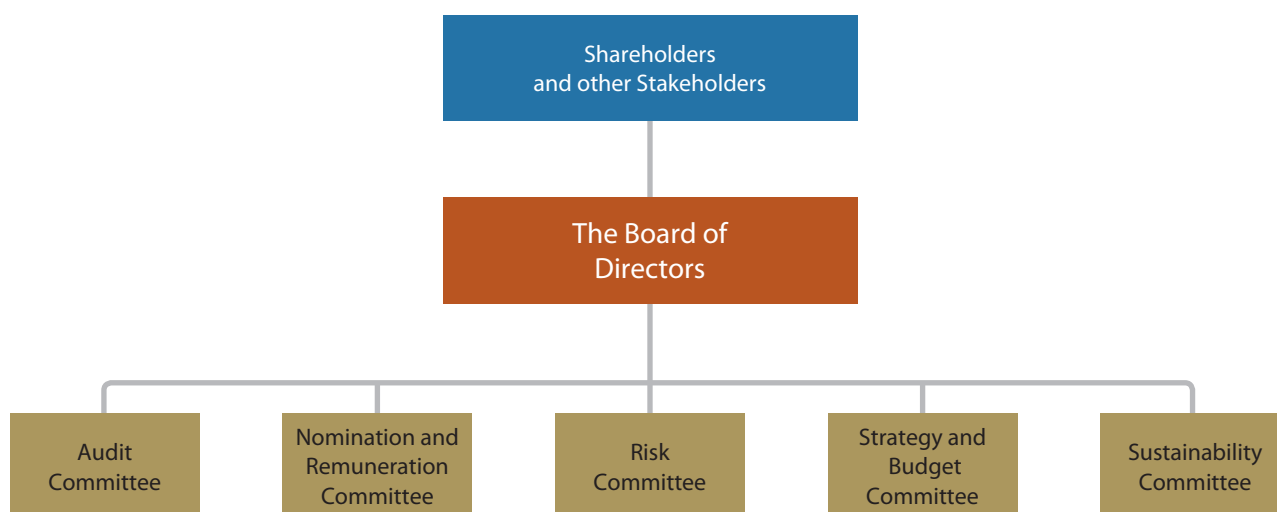 Shareholders
and other Stakeholders
The Board of
Directors
Audit
Committee
Nomination and
Remuneration
Committee
Risk
Committee
Strategy and
Budget
Committee
Sustainability
Committee